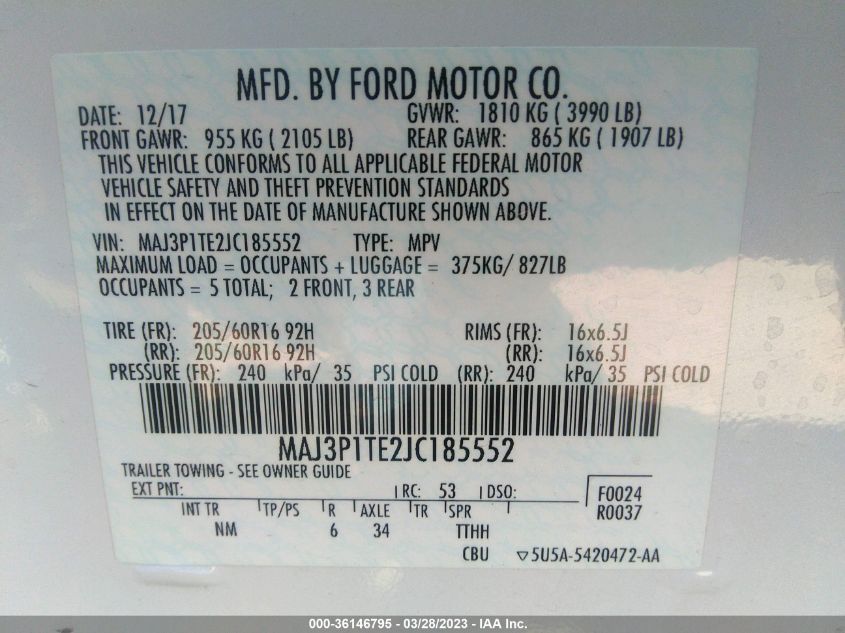 MFD. BY FORD MOTOR CO.
DATE: 12/17 GVWR: 1810 KG ( 3990 LB)
FRONT GAWR: 955 KG ( 2105 LB) REAR GAWR: 865 KG ( 1907 LB)
THIS VEHICLE CONFORMS TO ALL APPLICABLE FEDERAL MOTOR
VEHICLE SAFETY AND THEFT PREVENTION STANDARDS
IN EFFECT ON THE DATE OF MANUFACTURE SHOWN ABOVE.
VIN: MAJ3P1TE2JC185552 TYPE: MPV
MAXIMUM LOAD = OCCUPANTS + LUGGAGE = 375KG/ 827LB
OCCUPANTS = 5 TOTAL; 2 FRONT, 3 REAR
TIRE (FR): 205/60R16 92H RIMS (FR): 16x6.5J
(RR): 205/60R16 92H (RR): 16x6.5J
PRESSURE (FR): 240 kPa/ 35 PSI COLD (RR): 240 kPa/ 35 PSI COLD
MAJ3P1TE2JC185552
TRAILER TOWING - SEE OWNER GUIDE
EXT PNT: RC: 53 DSO: F0024
R0037
INT TR TP/PS R AXLE TR SPR
NM 6 34 TTHH
CBU ▽5U5A-5420472-AA
000-36146795 - 03/28/2023 - IAA Inc.